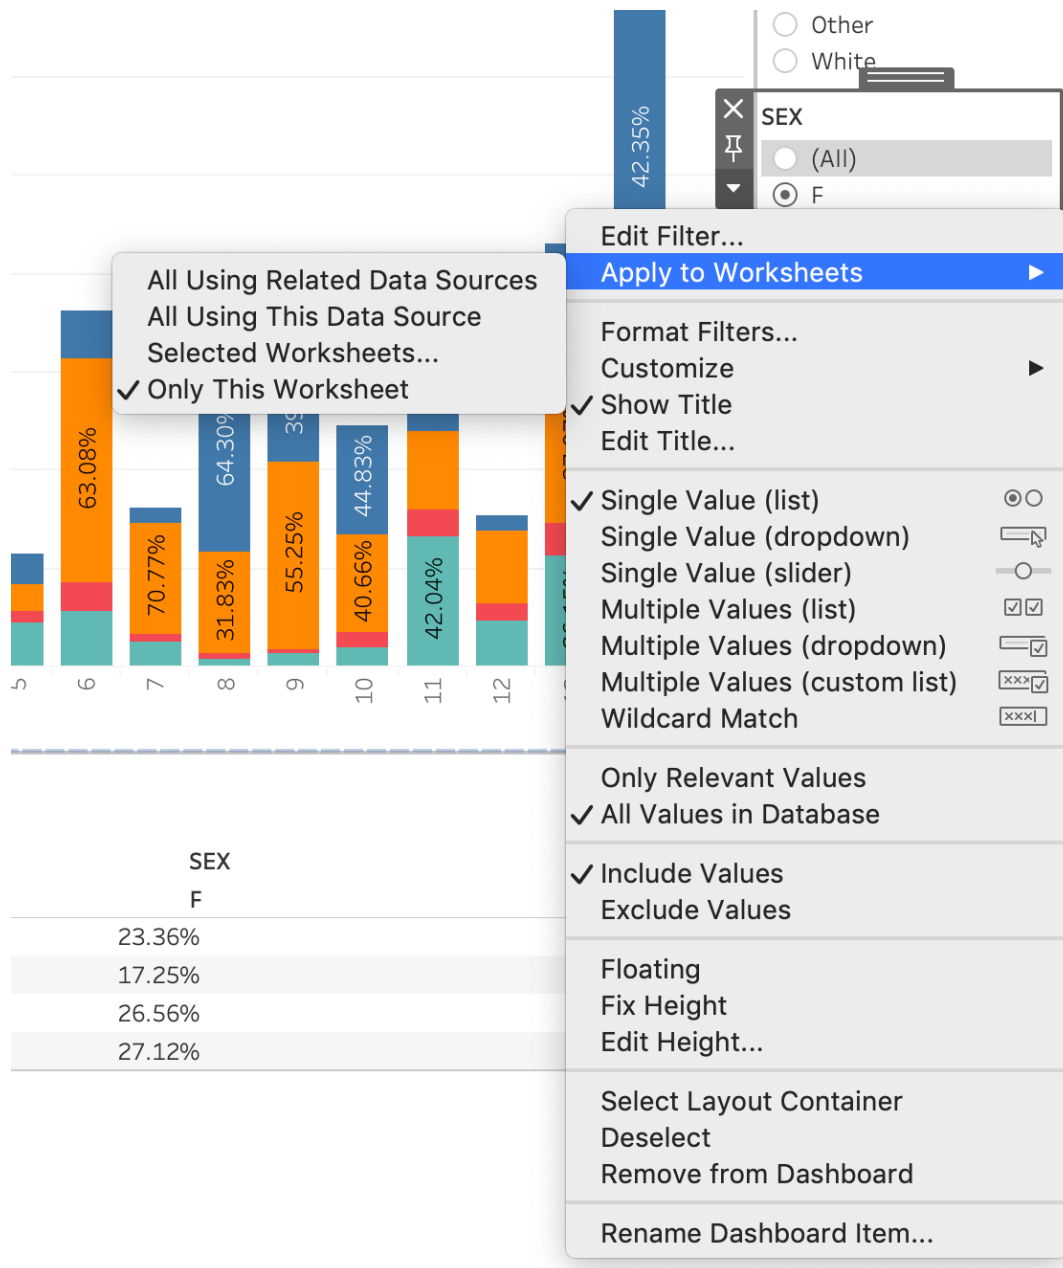 Other
White
SEX
(All)
F
Edit Filter...
Apply to Worksheets
Format Filters...
Customize
Show Title
Edit Title...
Single Value (list)
Single Value (dropdown)
Single Value (slider)
Multiple Values (list)
Multiple Values (dropdown)
Multiple Values (custom list)
Wildcard Match
Only Relevant Values
All Values in Database
Include Values
Exclude Values
Floating
Fix Height
Edit Height...
Select Layout Container
Deselect
Remove from Dashboard
Rename Dashboard Item...
All Using Related Data Sources
All Using This Data Source
Selected Worksheets...
Only This Worksheet
42.35%
63.08%
70.77%
64.30%
31.83%
55.25%
44.83%
40.66%
42.04%
5
6
7
8
9
10
11
12
SEX
F
23.36%
17.25%
26.56%
27.12%